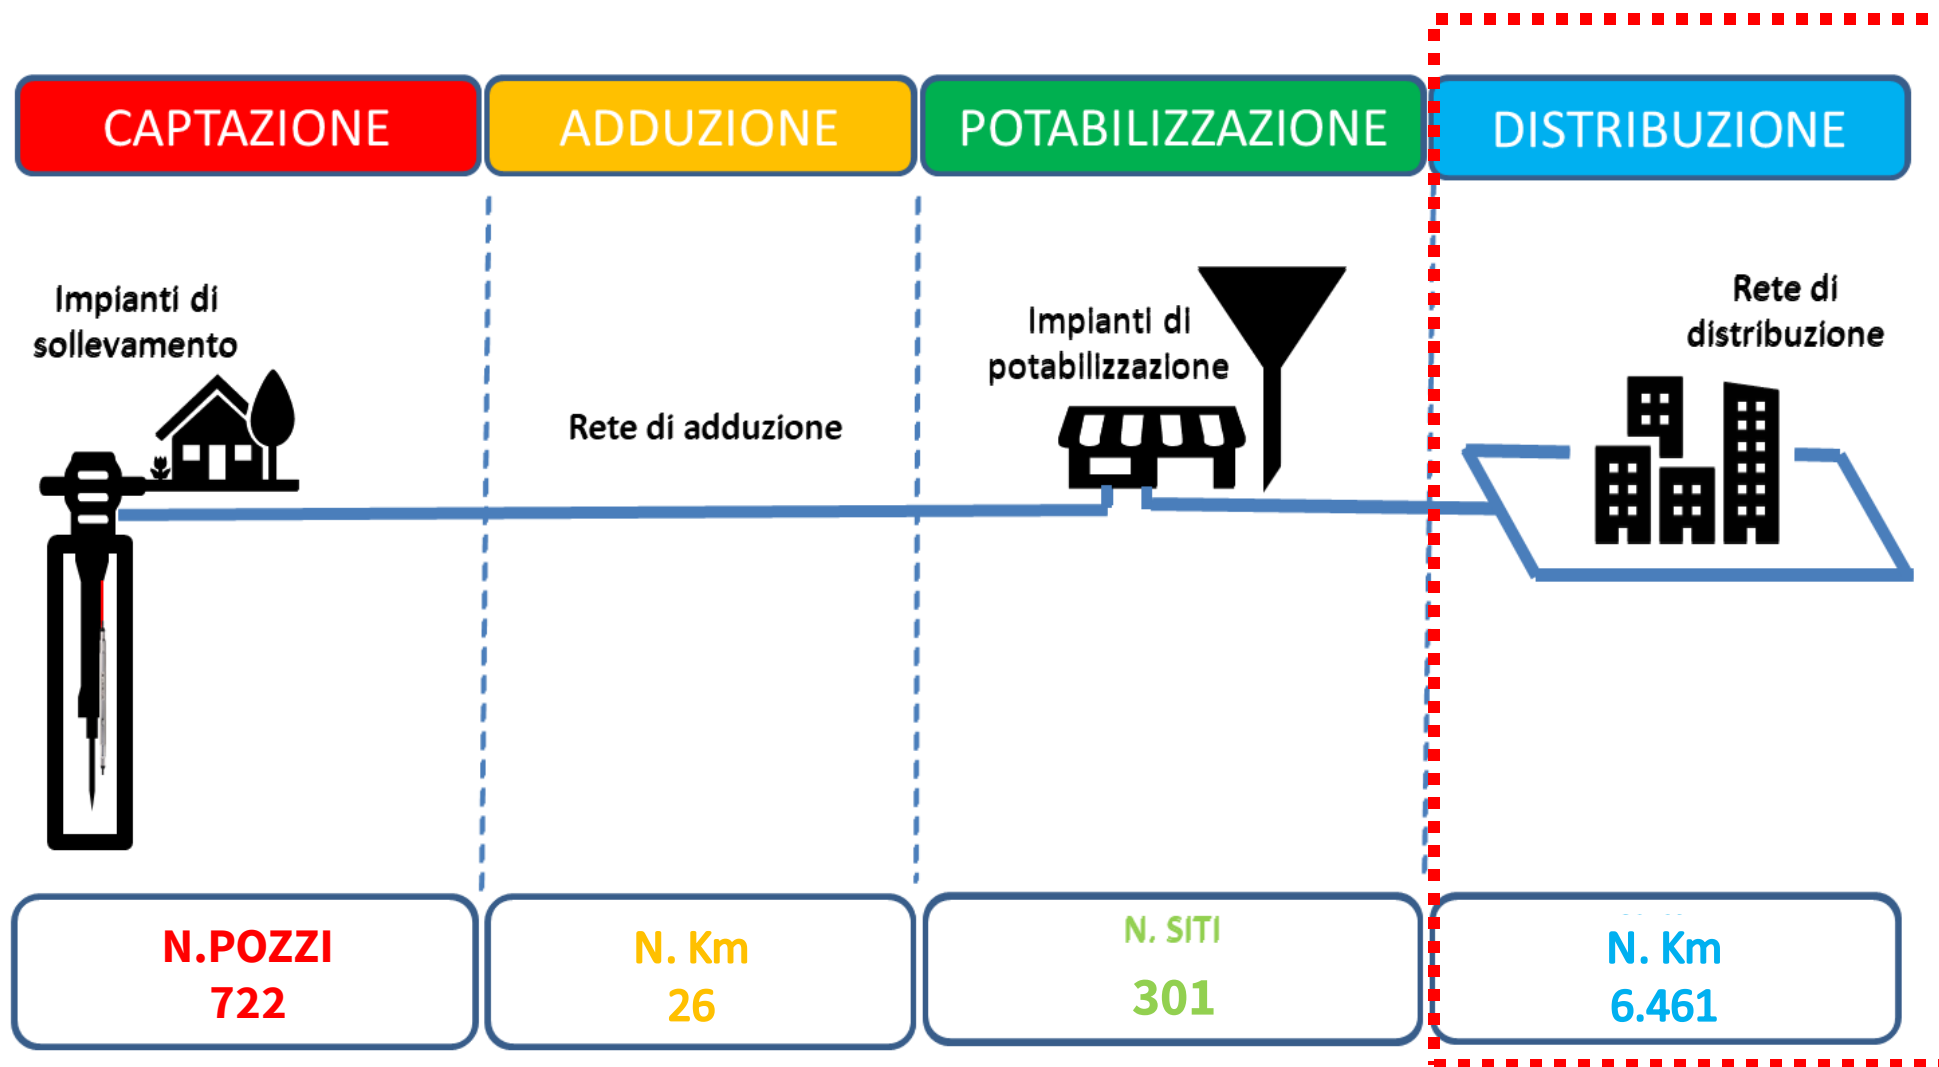 CAPTAZIONE
ADDUZIONE
POTABILIZZAZIONE
DISTRIBUZIONE
Impianti di
sollevamento
Rete di adduzione
Impianti di
potabilizzazione
Rete di
distribuzione
N.POZZI
722
N. Km
26
N. SITI
301
N. Km
6.461